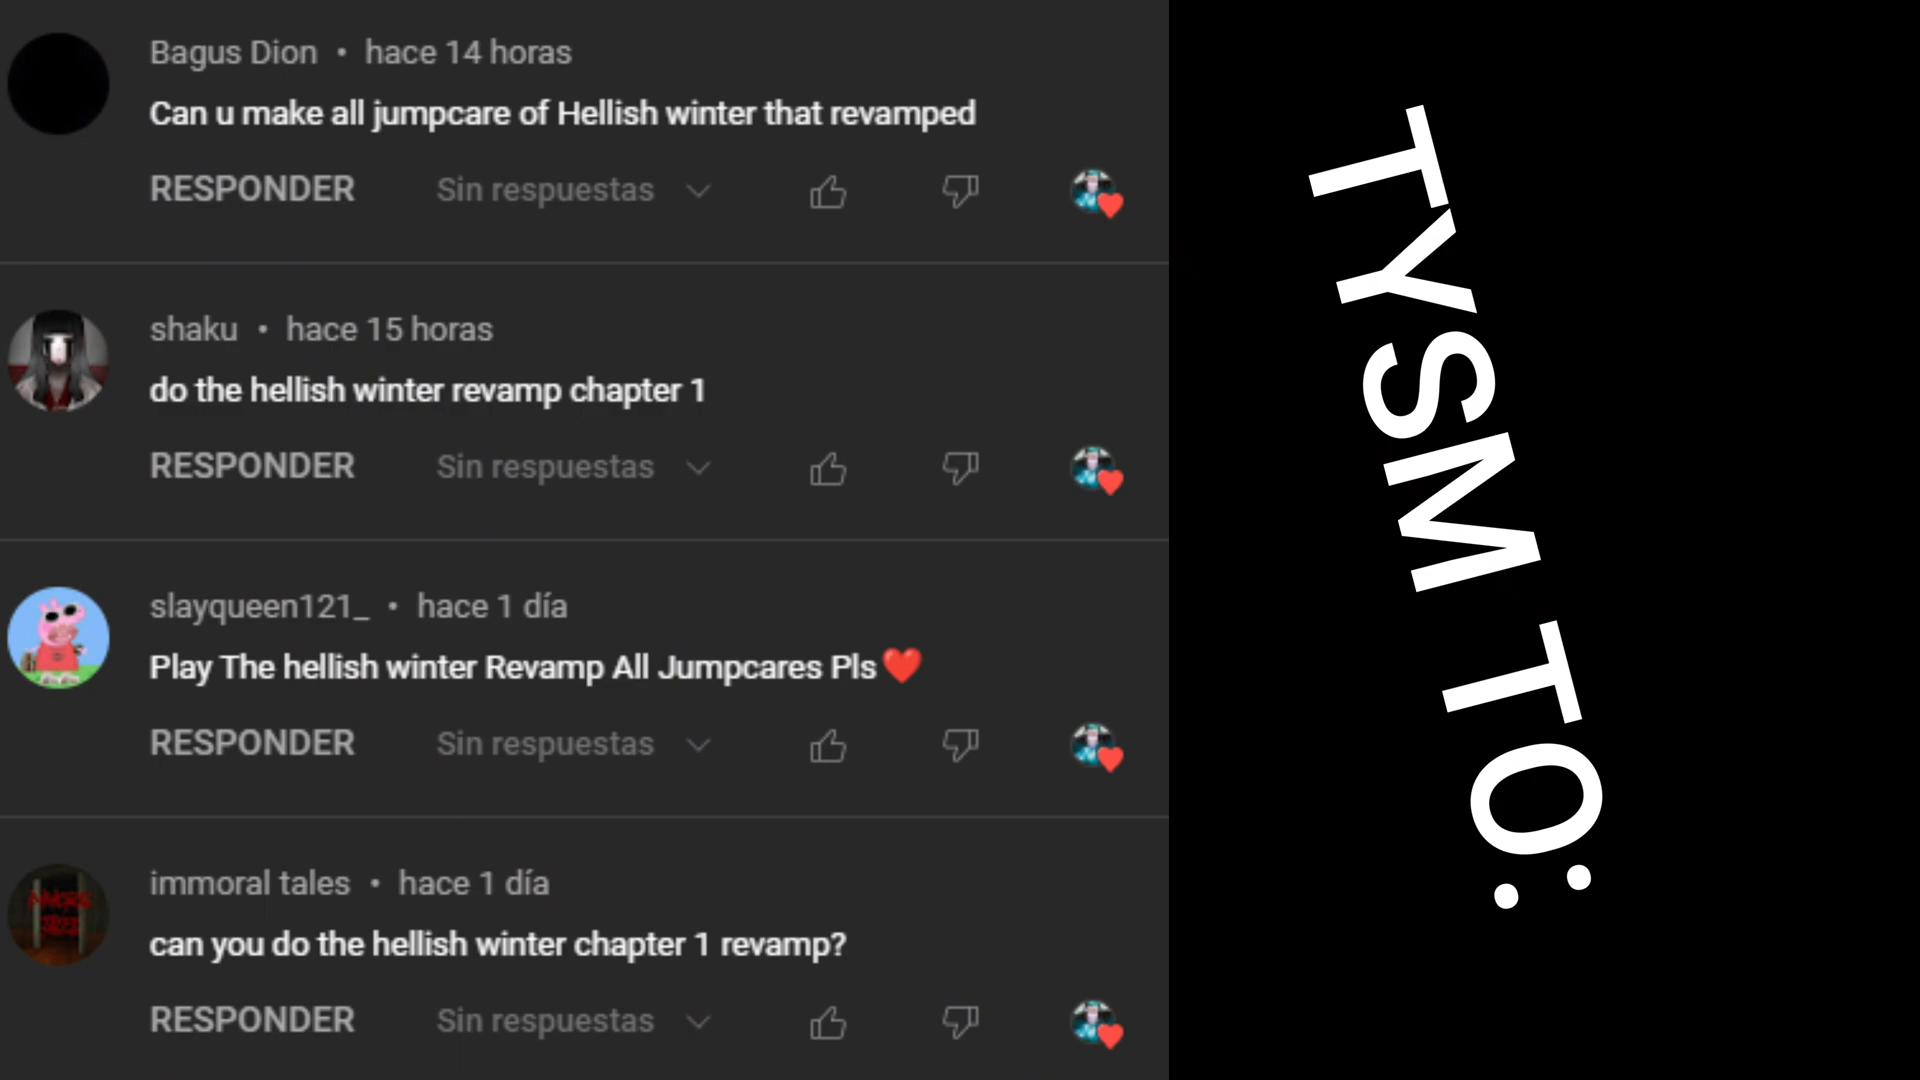 Bagus Dion • hace 14 horas
Can u make all jumpcare of Hellish winter that revamped
RESPONDER Sin respuestas
shaku • hace 15 horas
do the hellish winter revamp chapter 1
RESPONDER Sin respuestas
slayqueen121_ • hace 1 día
Play The hellish winter Revamp All Jumpcares Pls❤️
RESPONDER Sin respuestas
immoral tales • hace 1 día
can you do the hellish winter chapter 1 revamp?
RESPONDER Sin respuestas
TYSM TO: